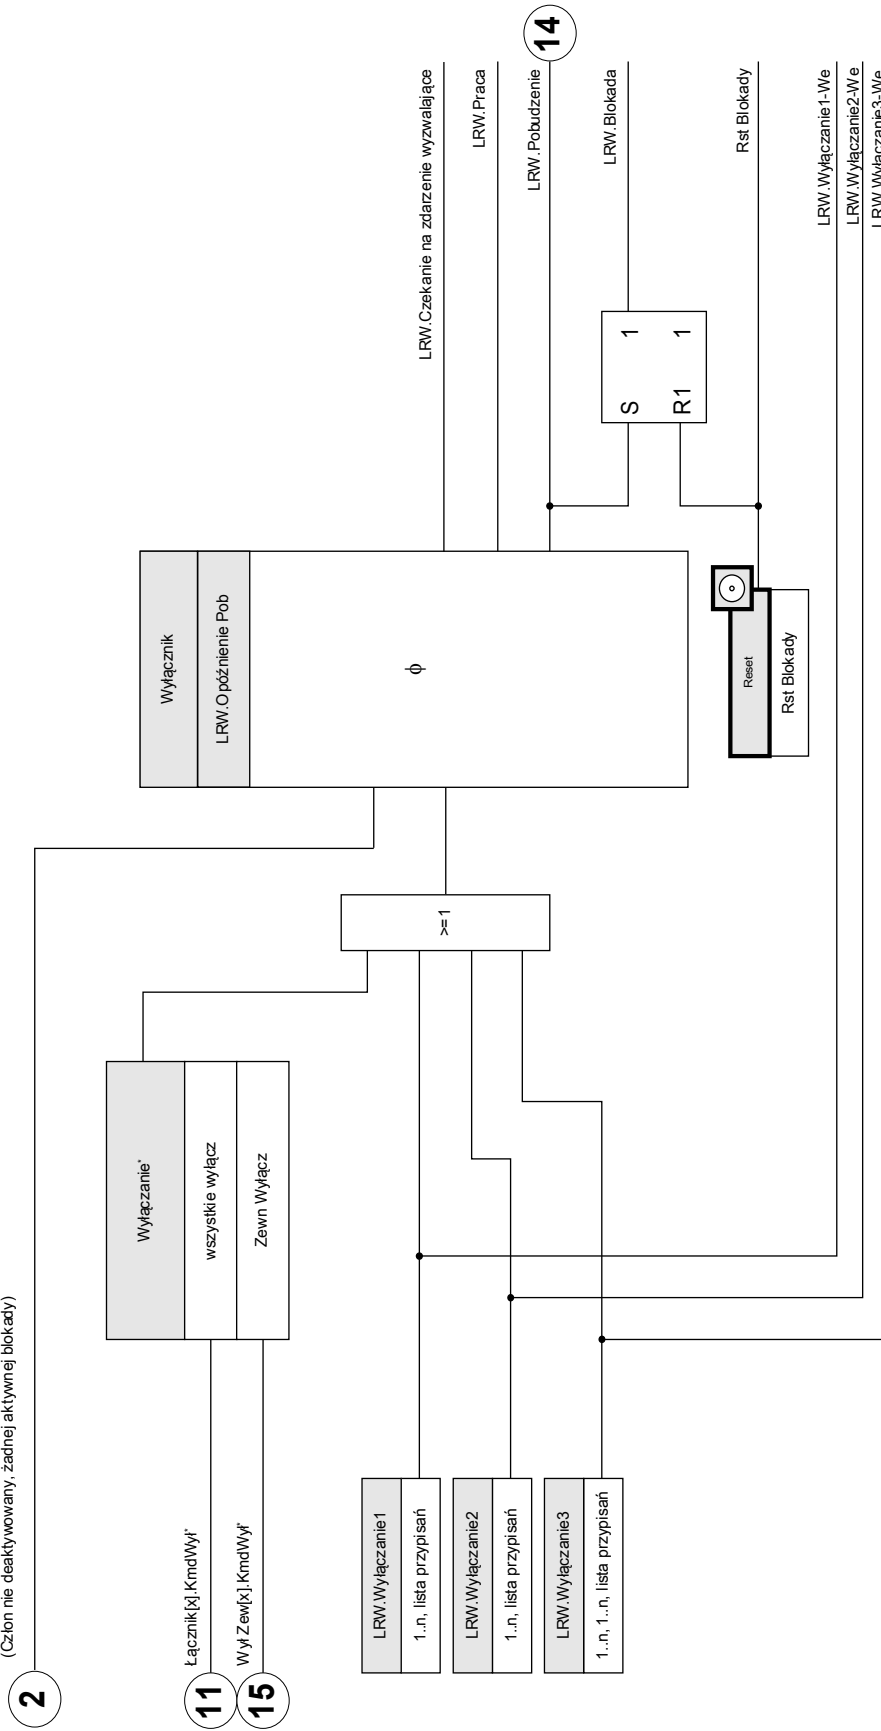 (Człon nie deaktywowany, żadnej aktywnej blokady)
2
Łącznik[x].KmdWył*
11
Wył Zew[x].KmdWył*
15
Wyłączanie*
wszystkie wyłącz
Zewn Wyłącz
LRW.Wyłączanie1
1..n, lista przypisań
LRW.Wyłączanie2
1..n, lista przypisań
LRW.Wyłączanie3
1..n, 1..n, lista przypisań
>=1
Wyłącznik
LRW.Opóźnienie Pob
φ
Reset
Rst Blokady
S
1
R1
1
LRW.Czekanie na zdarzenie wyzwalające
LRW.Praca
LRW.Pobudzenie
14
LRW.Blokada
Rst Blokady
LRW.Wyłączanie1-We
LRW.Wyłączanie2-We
LRW.Wyłączanie3-We